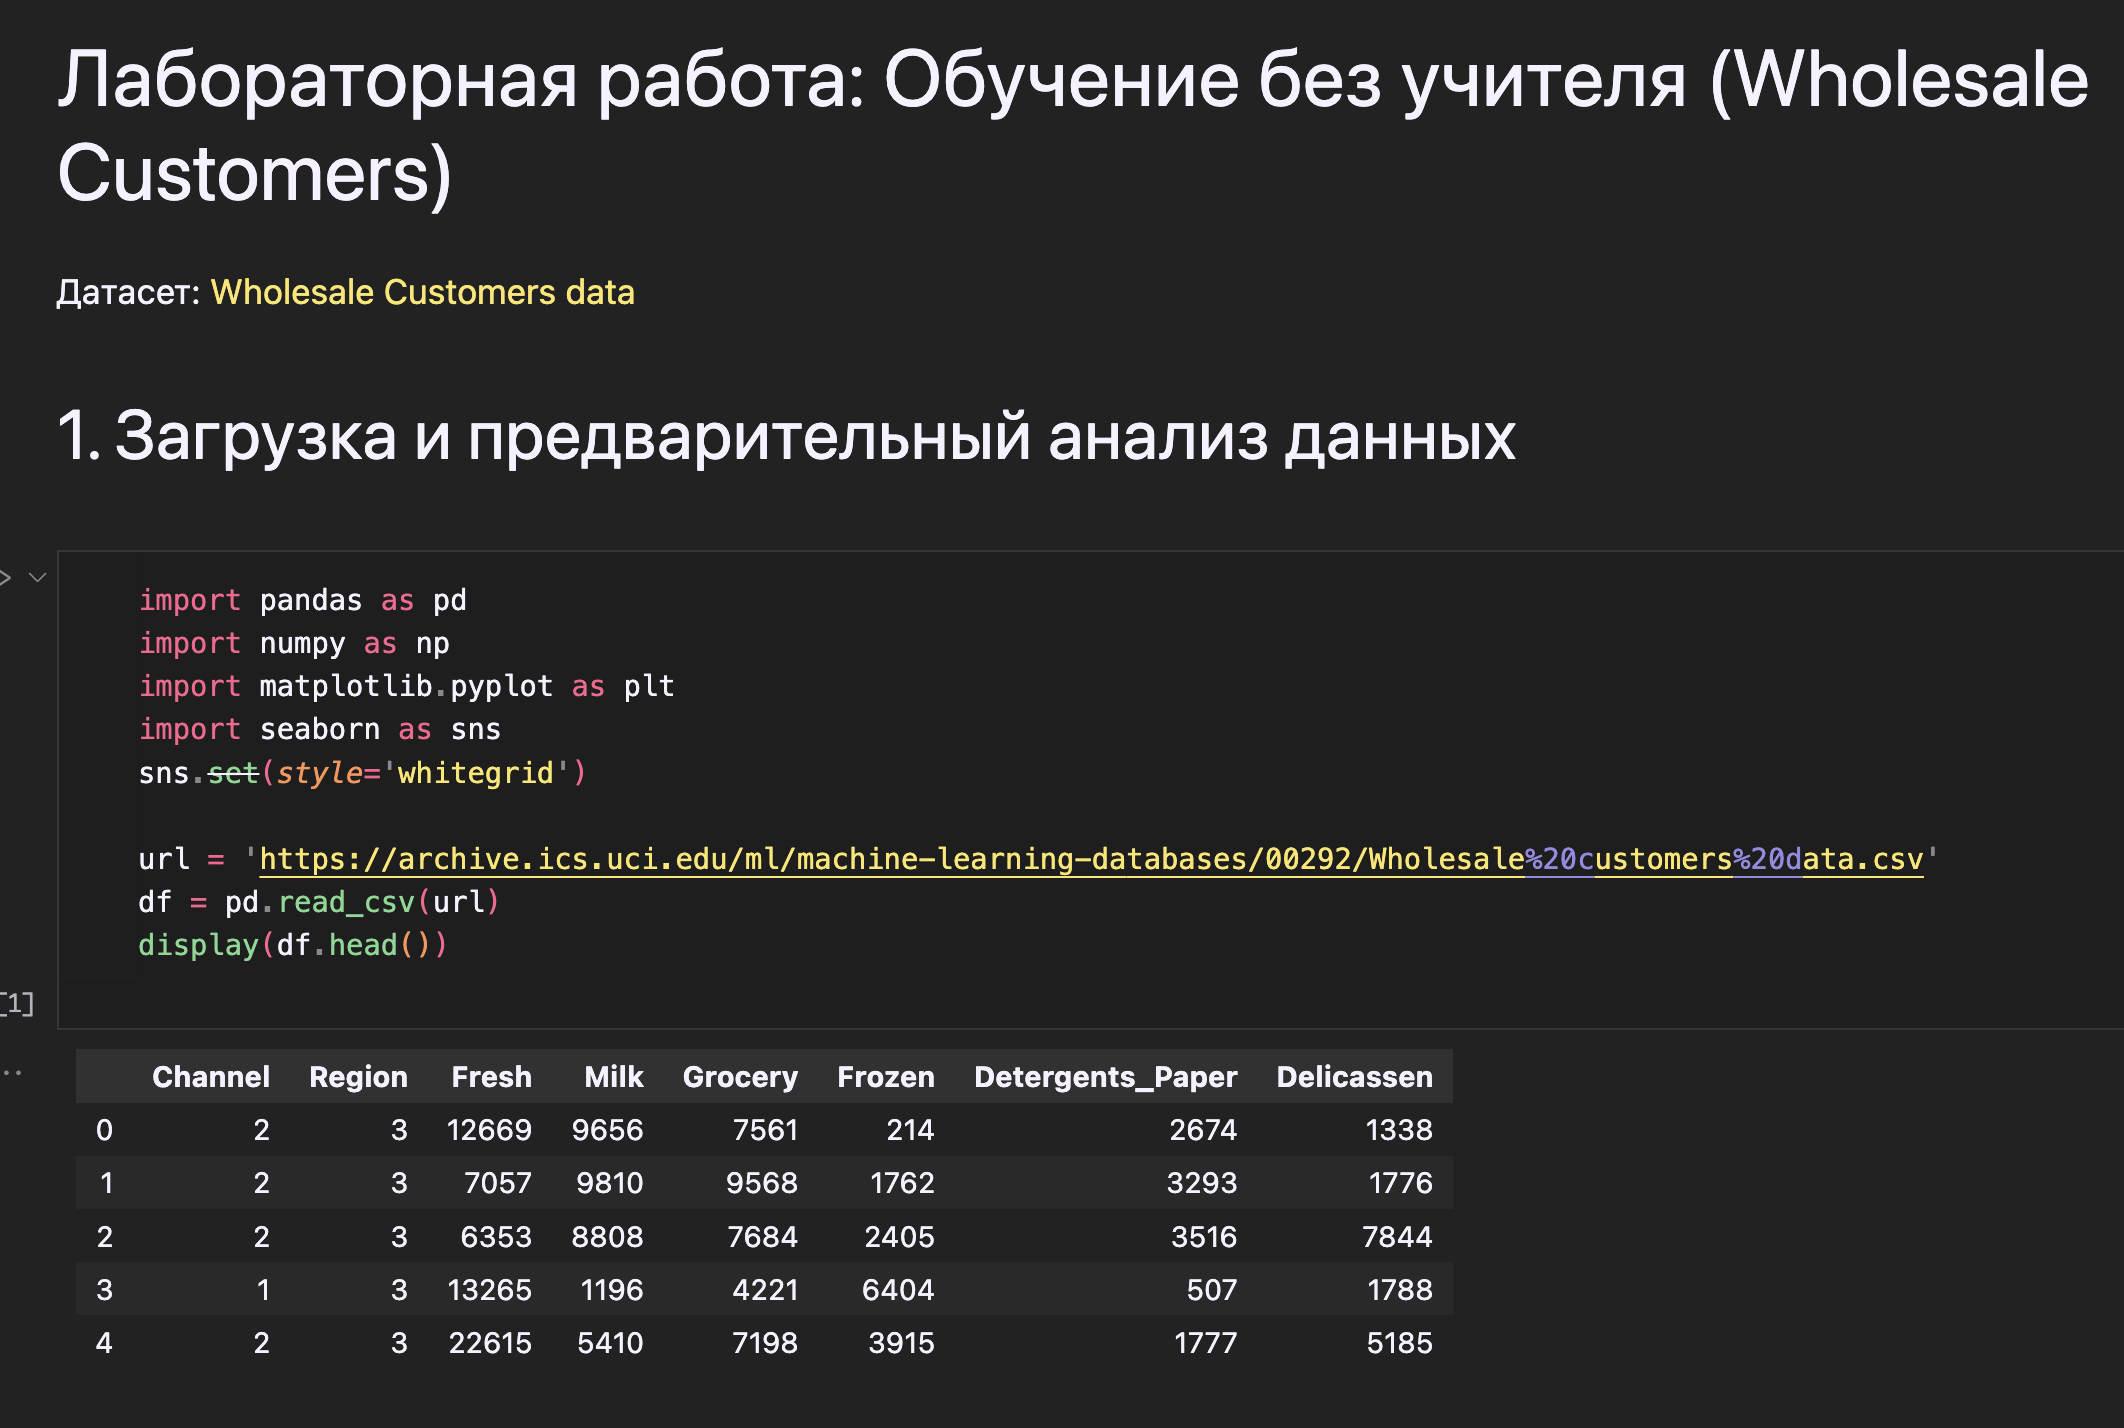 Лабораторная работа: Обучение без учителя (Wholesale
Customers)
Датасет: Wholesale Customers data
1. Загрузка и предварительный анализ данных
import pandas as pd
import numpy as np
import matplotlib.pyplot as plt
import seaborn as sns
sns.set(style='whitegrid')
url = 'https://archive.ics.uci.edu/ml/machine-learning-databases/00292/Wholesale%20customers%20data.csv'
df = pd.read_csv(url)
display(df.head())
[1]
Channel Region Fresh Milk Grocery Frozen Detergents_Paper Delicassen
0 2 3 12669 9656 7561 214 2674 1338
1 2 3 7057 9810 9568 1762 3293 1776
2 2 3 6353 8808 7684 2405 3516 7844
3 1 3 13265 1196 4221 6404 507 1788
4 2 3 22615 5410 7198 3915 1777 5185